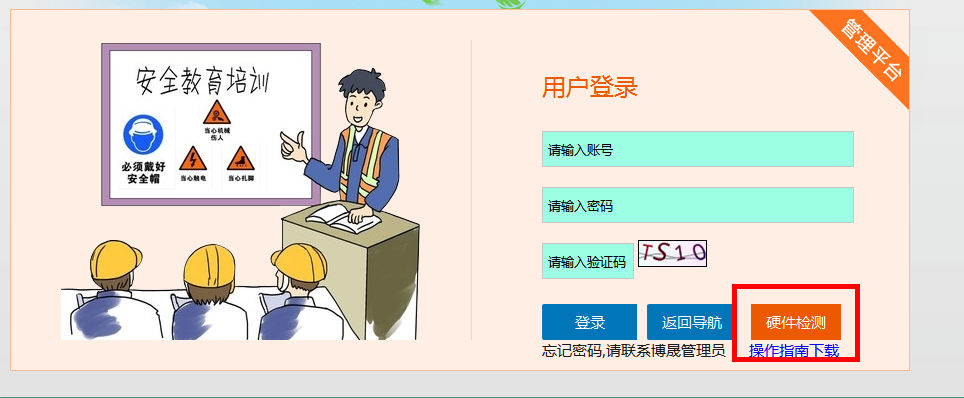 管理平台
安全教育培训
当心机械
伤人
必须戴好
安全帽
当心触电
当心扎脚
用户登录
请输入账号
请输入密码
请输入验证码
TS10
登录
返回导航
硬件检测
忘记密码,请联系博晟管理员
操作指南下载